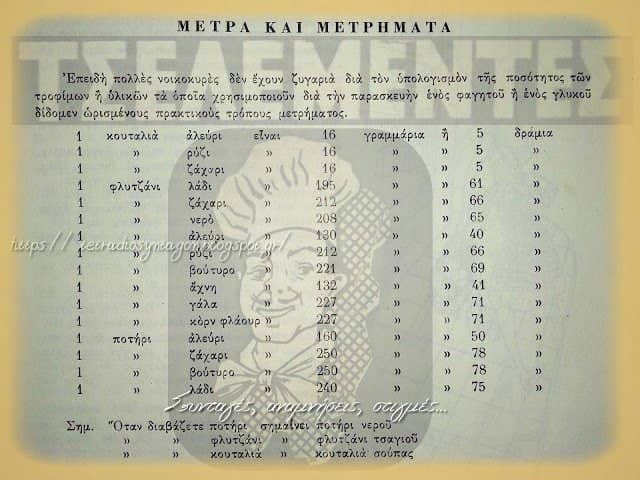 ΜΕΤΡΑ ΚΑΙ ΜΕΤΡΗΜΑΤΑ
ΤΣΕΛΕΜΕΝΤΕΣ
Ἐπειδὴ πολλὲς νοικοκυρὲς δὲν ἔχουν ζυγαριὰ διὰ τὸν ὑπολογισμὸν τῆς ποσότητος τῶν
τροφίμων ἢ ὑλικῶν τὰ ὁποῖα χρησιμοποιοῦν διὰ τὴν παρασκευὴν ἑνὸς φαγητοῦ ἢ ἑνὸς γλυκοῦ
δίδομεν ὡρισμένους πρακτικοὺς τρόπους μετρήματος.
1 κουταλιὰ ἀλεύρι εἶναι 16 γραμμάρια ἢ 5 δράμια
1 » ρύζι » 16 » » 5 »
1 » ζάχαρι » 16 » » 5 »
1 φλυτζάνι λάδι » 195 » » 61 »
1 » ζάχαρι » 212 » » 66 »
1 » νερὸ » 208 » » 65 »
1 » ἀλεύρι » 130 » » 40 »
1 » ρύζι » 212 » » 66 »
1 » βούτυρο » 221 » » 69 »
1 » ἄχνη » 132 » » 41 »
1 » γάλα » 227 » » 71 »
1 » κὸρν φλάουρ » 227 » » 71 »
1 ποτήρι ἀλεύρι » 160 » » 50 »
1 » ζάχαρι » 250 » » 78 »
1 » βούτυρο » 250 » » 78 »
1 » λάδι » 240 » » 75 »
Συνταγές, αναμνήσεις, στιγμές...
Σημ. Ὅταν διαβάζετε ποτήρι σημαίνει ποτήρι νεροῦ
» » φλυτζάνι » φλυτζάνι τσαγιοῦ
» » κουταλιὰ » κουταλιὰ σούπας